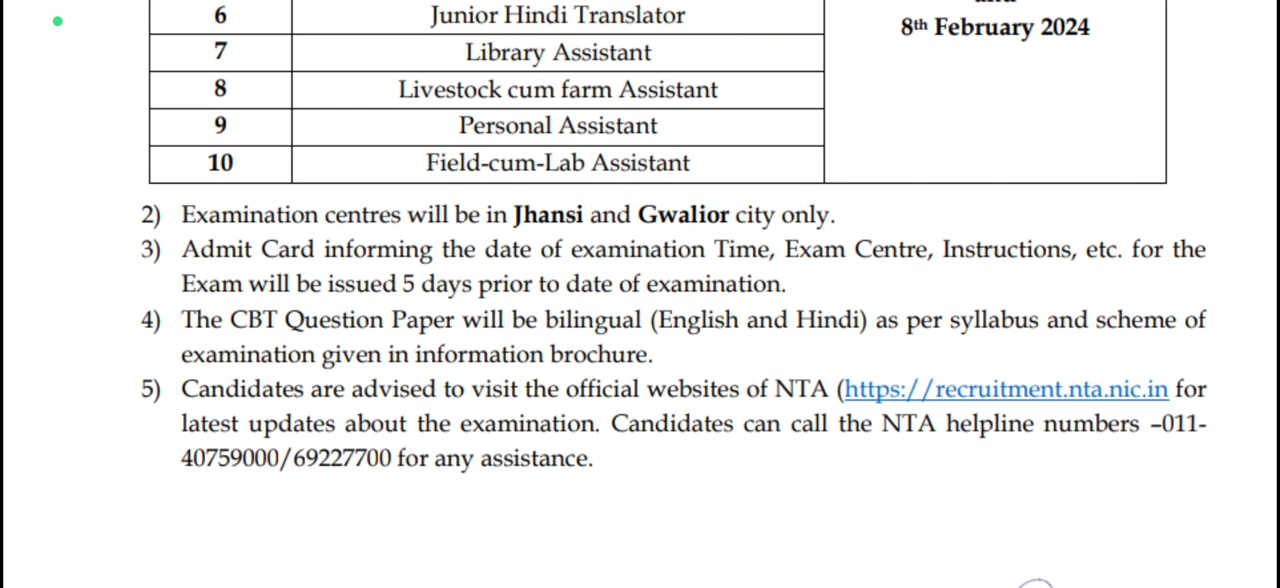 6 Junior Hindi Translator
8th February 2024
7 Library Assistant
8 Livestock cum farm Assistant
9 Personal Assistant
10 Field-cum-Lab Assistant
2) Examination centres will be in Jhansi and Gwalior city only.
3) Admit Card informing the date of examination Time, Exam Centre, Instructions, etc. for the
Exam will be issued 5 days prior to date of examination.
4) The CBT Question Paper will be bilingual (English and Hindi) as per syllabus and scheme of
examination given in information brochure.
5) Candidates are advised to visit the official websites of NTA (https://recruitment.nta.nic.in for
latest updates about the examination. Candidates can call the NTA helpline numbers –011-
40759000/69227700 for any assistance.